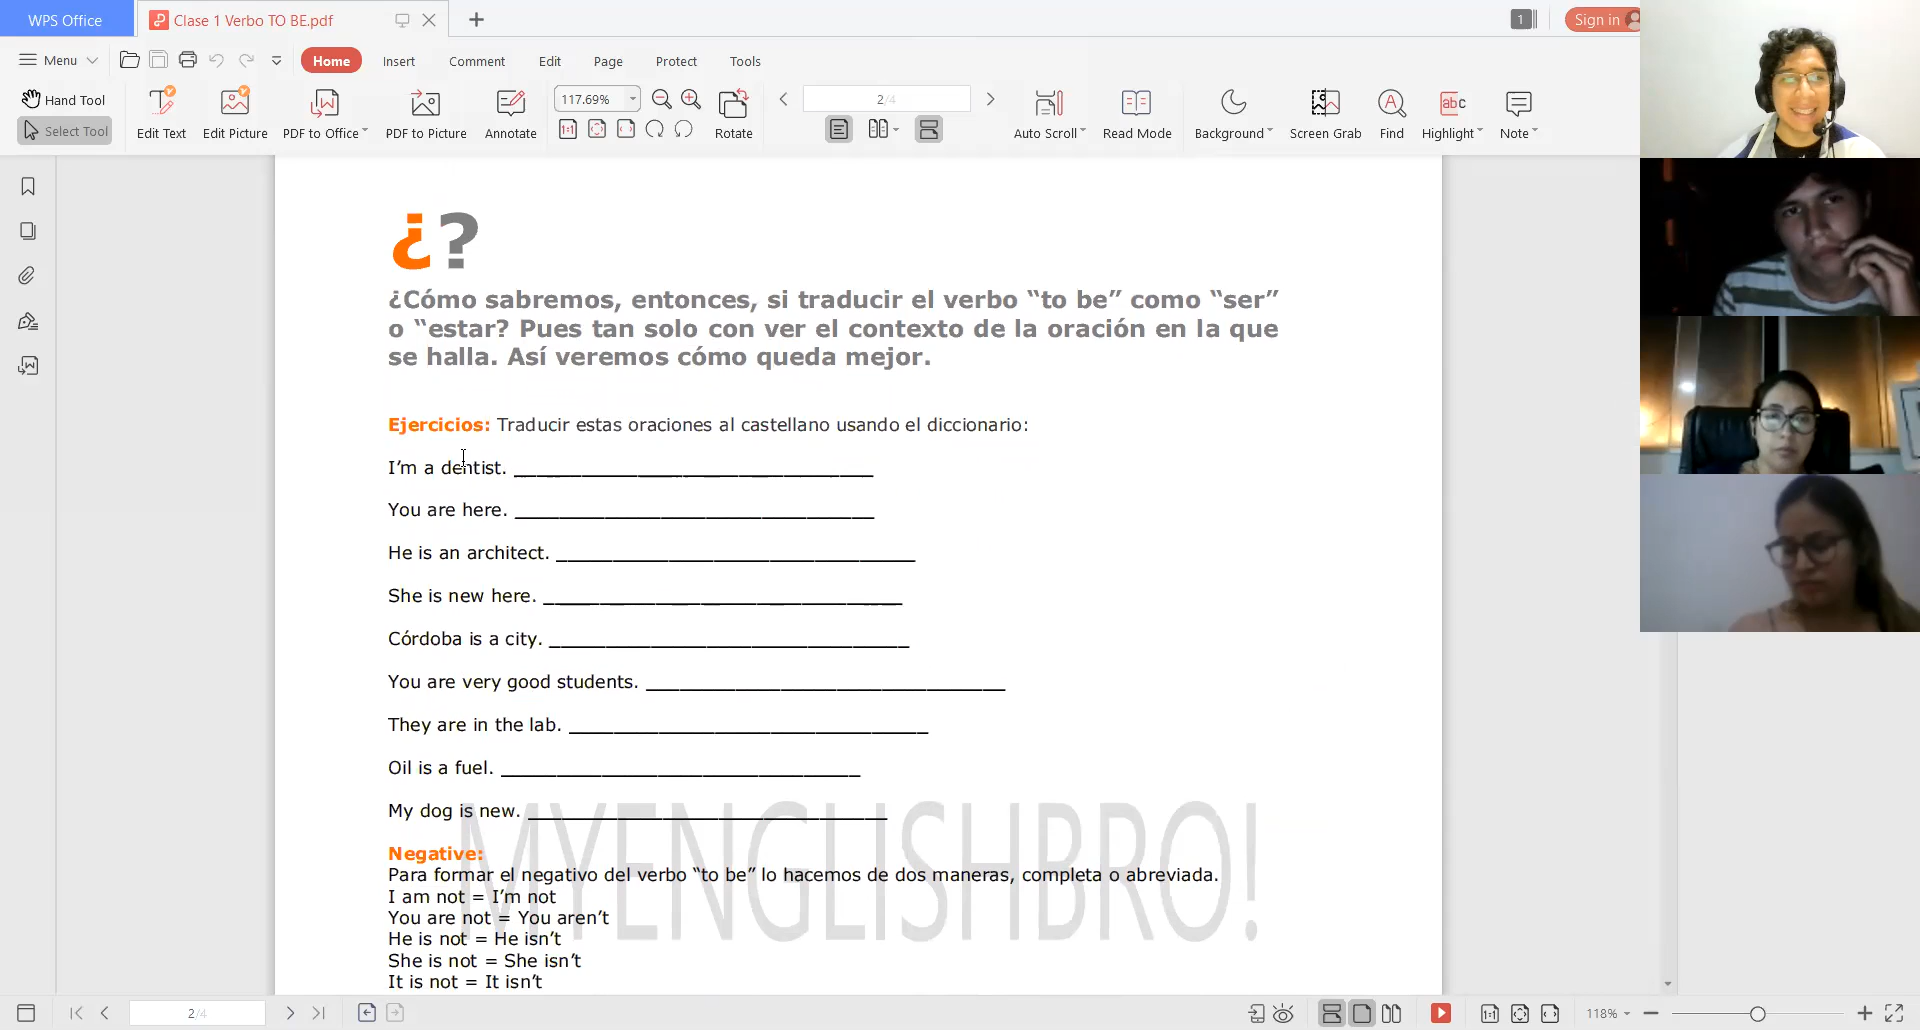 WPS Office
Clase 1 Verbo TO BE.pdf
1
Sign in
Menu
Home
Insert
Comment
Edit
Page
Protect
Tools
Hand Tool
Select Tool
Edit Text
Edit Picture
PDF to Office
PDF to Picture
Annotate
117.69%
Rotate
2/4
Auto Scroll
Read Mode
Background
Screen Grab
Find
abc
Highlight
Note
¿?
¿Cómo sabremos, entonces, si traducir el verbo “to be” como “ser”
o “estar? Pues tan solo con ver el contexto de la oración en la que
se halla. Así veremos cómo queda mejor.
Ejercicios: Traducir estas oraciones al castellano usando el diccionario:
I’m a dentist. ________________________________
You are here. ________________________________
He is an architect. ________________________________
She is new here. ________________________________
Córdoba is a city. ________________________________
You are very good students. ________________________________
They are in the lab. ________________________________
Oil is a fuel. ________________________________
My dog is new. ________________________________
MYENGLISHBRO!
Negative:
Para formar el negativo del verbo “to be” lo hacemos de dos maneras, completa o abreviada.
I am not = I’m not
You are not = You aren’t
He is not = He isn’t
She is not = She isn’t
It is not = It isn’t
2/4
118%